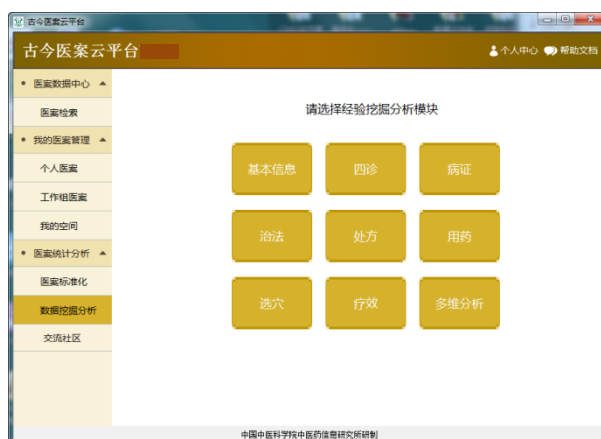 古今医案云平台
古今医案云平台
个人中心 帮助文档
医案数据中心
医案检索
我的医案管理
个人医案
工作组医案
我的空间
医案统计分析
医案标准化
数据挖掘分析
交流社区
请选择经验挖掘分析模块
基本信息 四诊 病证
治法 处方 用药
选穴 疗效 多维分析
中国中医科学院中医药信息研究所研制